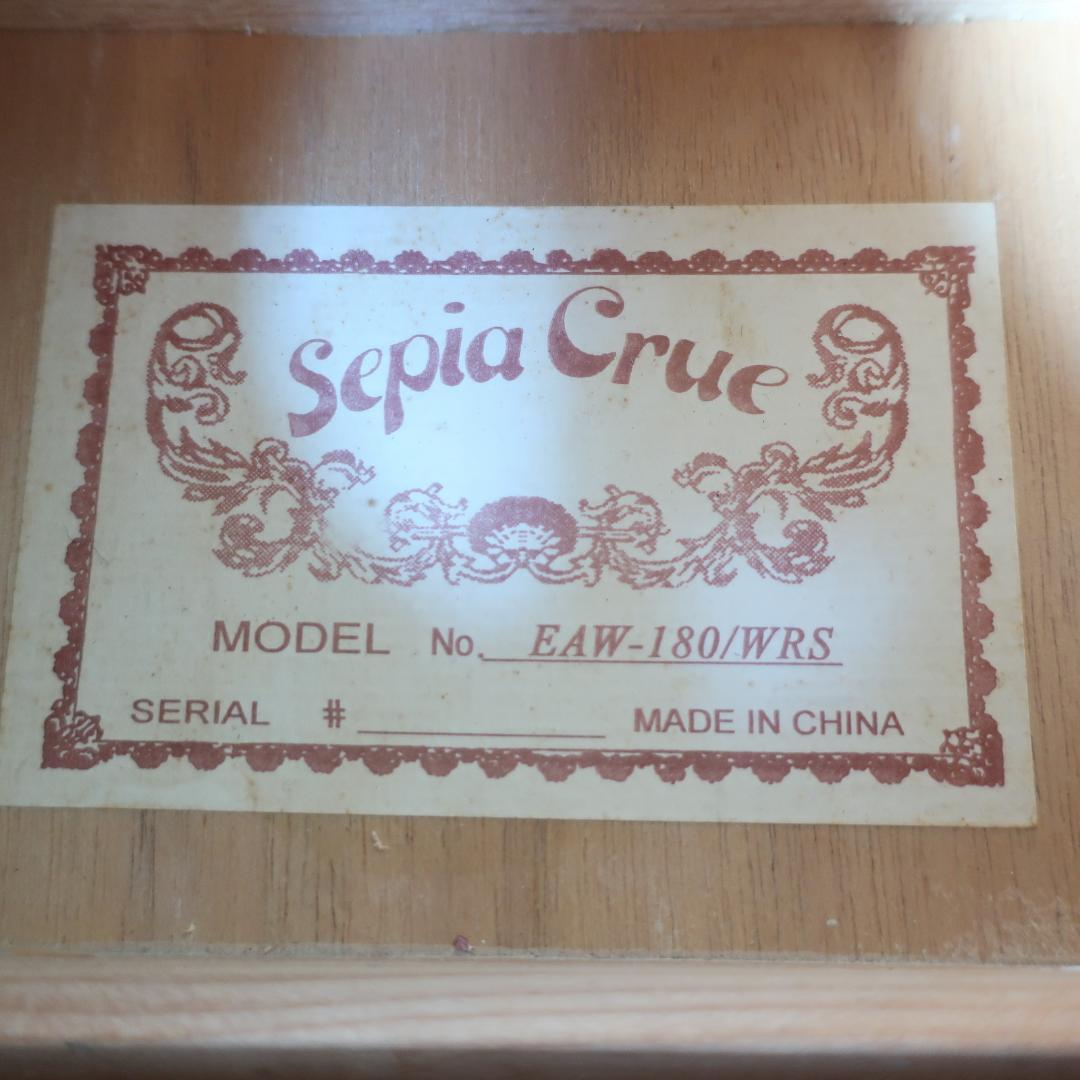 Sepia Crue
MODEL No. EAW-180/WRS
SERIAL # MADE IN CHINA